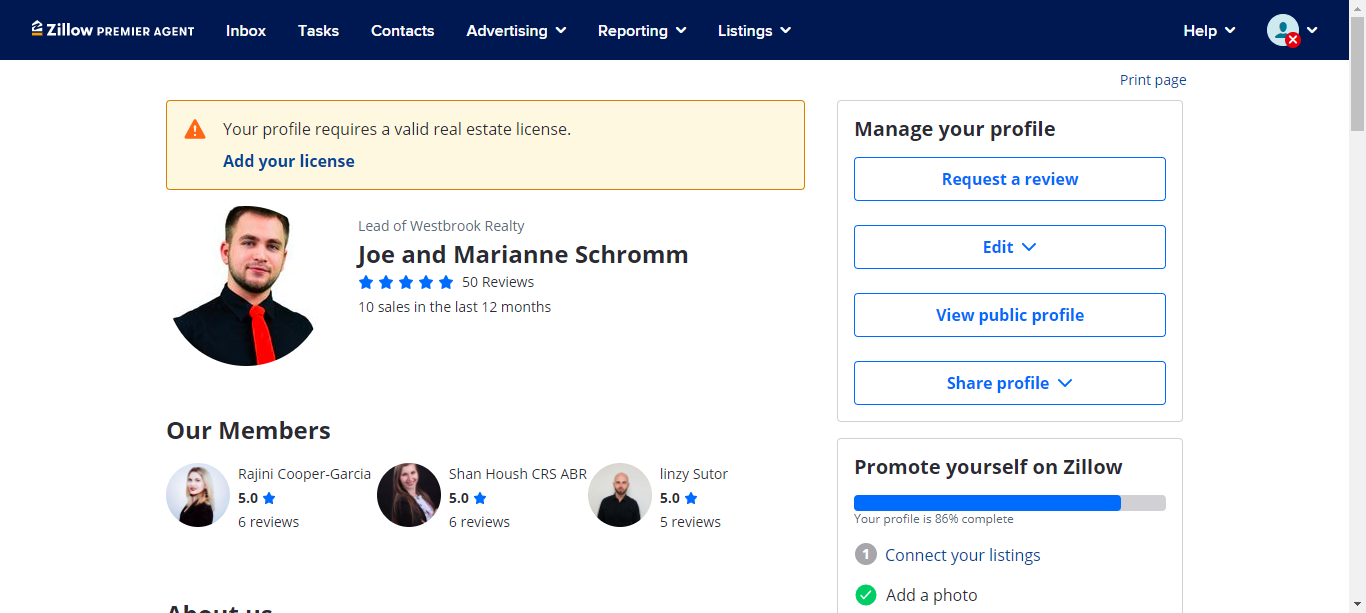 Zillow PREMIER AGENT Inbox Tasks Contacts Advertising Reporting Listings Help
Print page
Your profile requires a valid real estate license.
Add your license
Lead of Westbrook Realty
Joe and Marianne Schromm
50 Reviews
10 sales in the last 12 months
Our Members
Rajini Cooper-Garcia
5.0
6 reviews
Shan Housh CRS ABR
5.0
6 reviews
linzy Sutor
5.0
5 reviews
About us
Manage your profile
Request a review
Edit
View public profile
Share profile
Promote yourself on Zillow
Your profile is 86% complete
1 Connect your listings
Add a photo